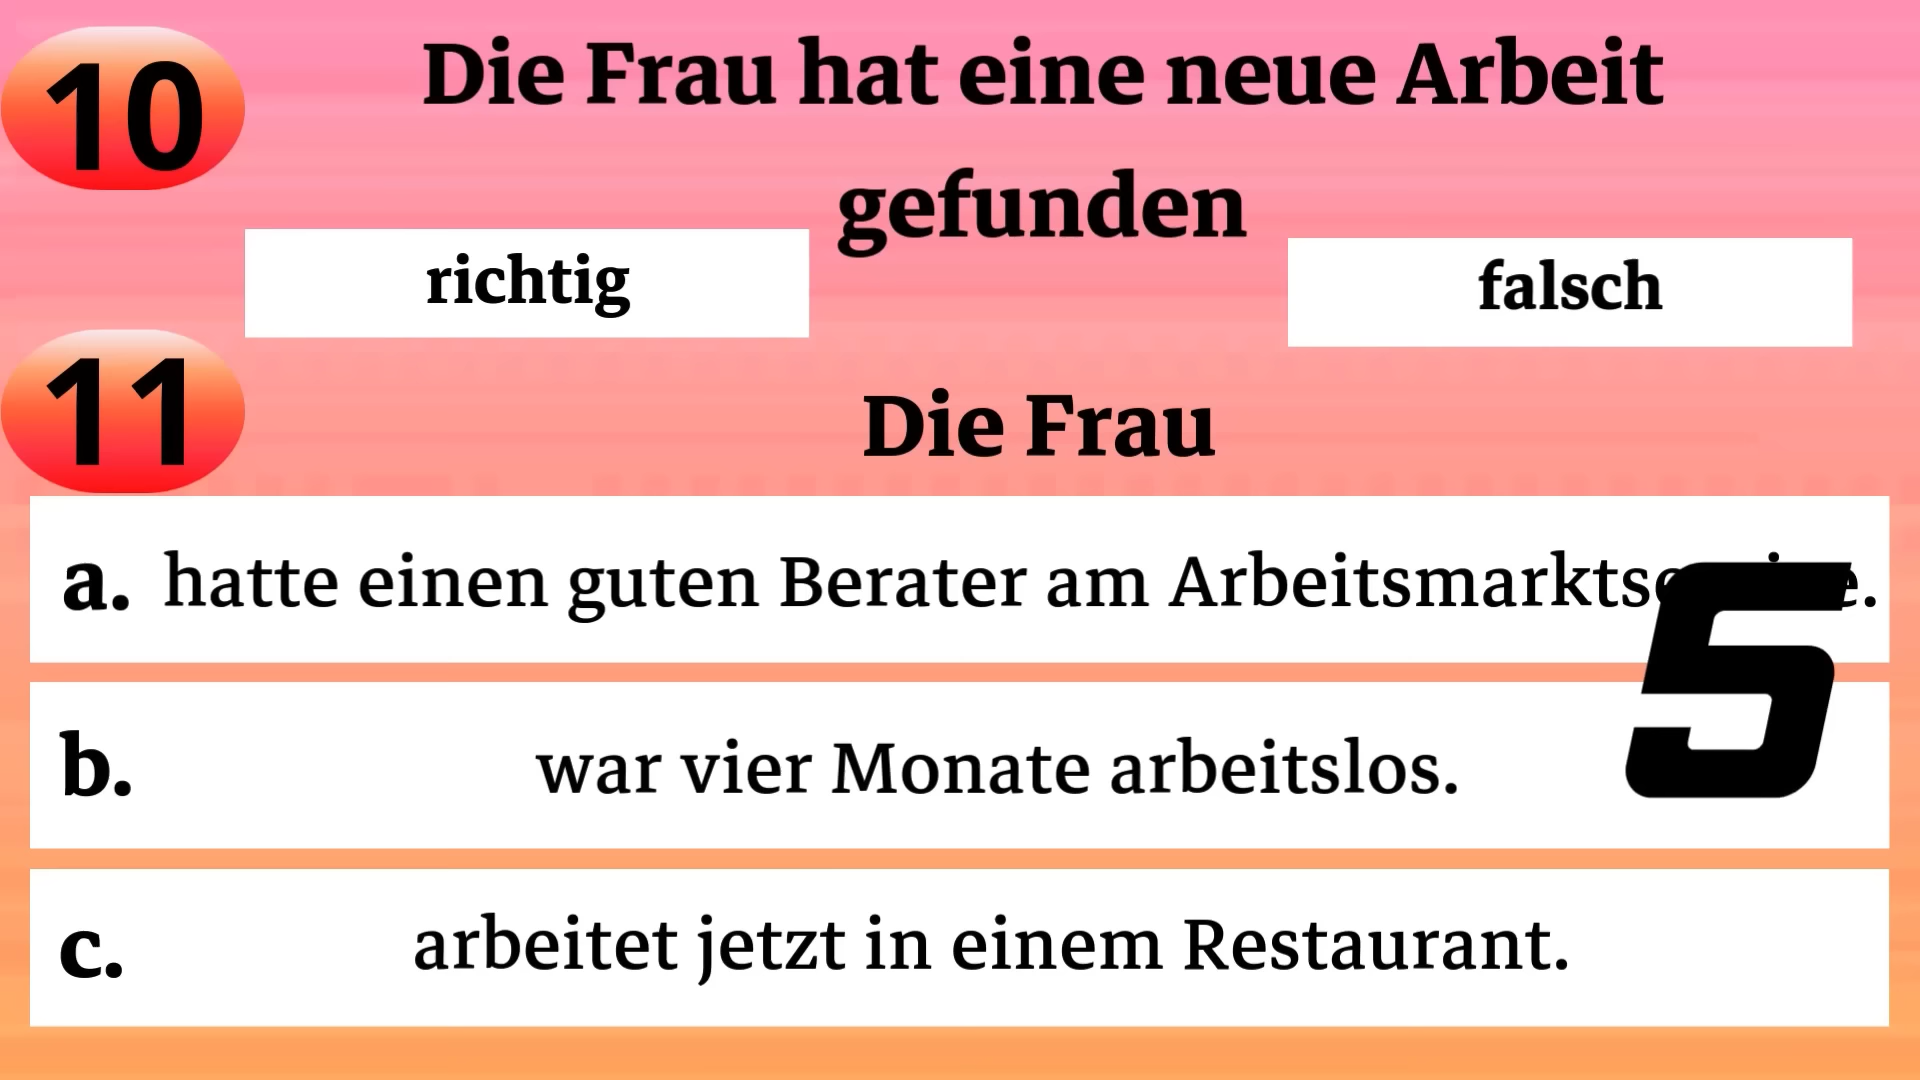 10
Die Frau hat eine neue Arbeit
gefunden
richtig
falsch
11
Die Frau
a. hatte einen guten Berater am
b. war vier Monate arbeitslos.
5
c. arbeitet jetzt in einem Restaurant.